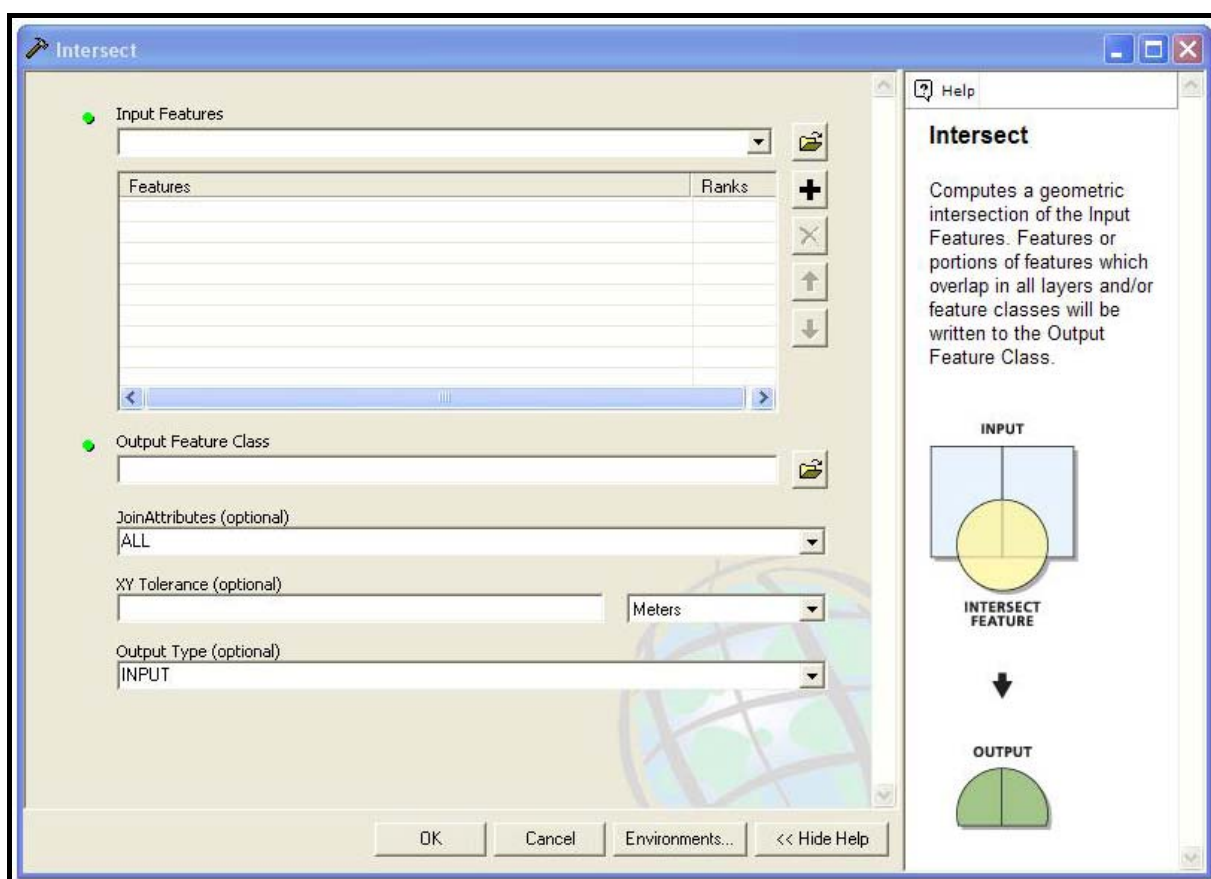 Intersect
Input Features
Features Ranks
Output Feature Class
JoinAttributes (optional)
ALL
XY Tolerance (optional)
Meters
Output Type (optional)
INPUT
OK Cancel Environments... << Hide Help
Help
Intersect
Computes a geometric
intersection of the Input
Features. Features or
portions of features which
overlap in all layers and/or
feature classes will be
written to the Output
Feature Class.
INPUT
INTERSECT
FEATURE
OUTPUT